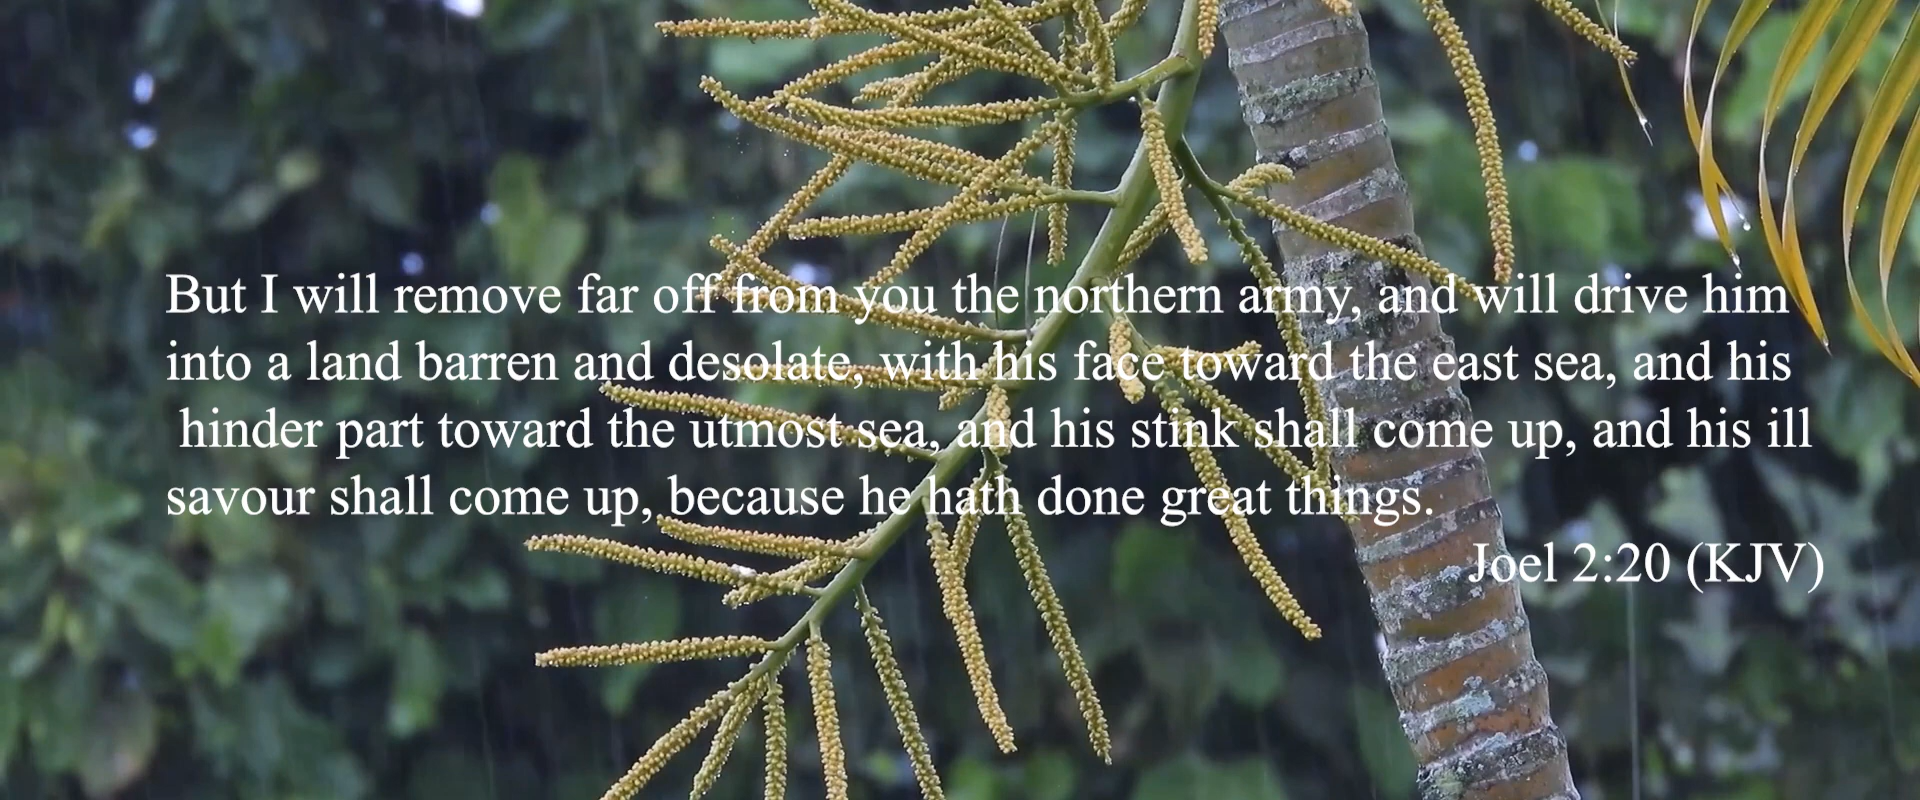 But I will remove far off from you the northern army, and will drive him
into a land barren and desolate, with his face toward the east sea, and his
hinder part toward the utmost sea, and his stink shall come up, and his ill
savour shall come up, because he hath done great things.
Joel 2:20 (KJV)